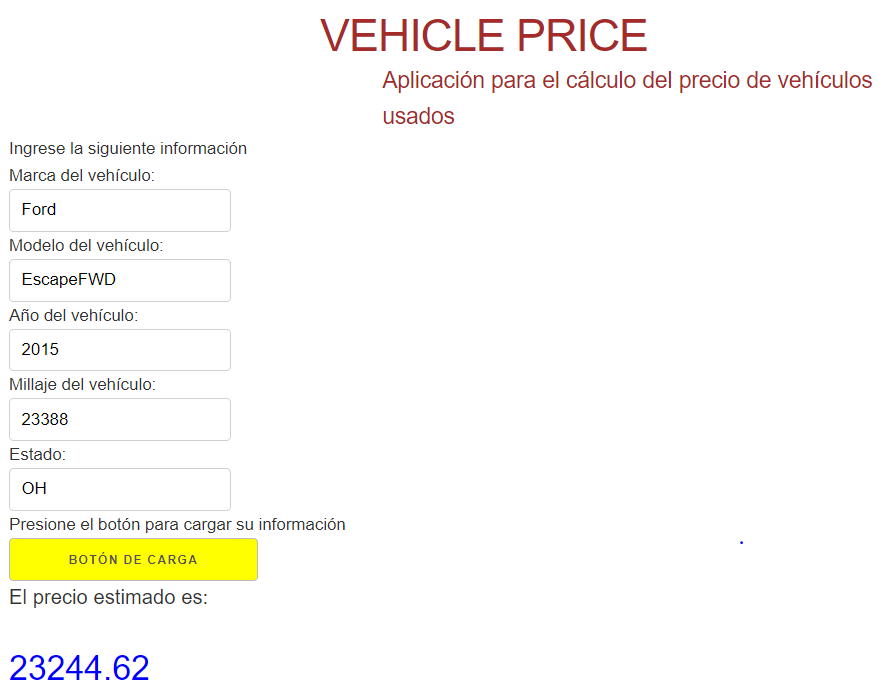 VEHICLE PRICE
Aplicación para el cálculo del precio de vehículos
usados
Ingrese la siguiente información
Marca del vehículo:
Ford
Modelo del vehículo:
EscapeFWD
Año del vehículo:
2015
Millaje del vehículo:
23388
Estado:
OH
Presione el botón para cargar su información
BOTÓN DE CARGA
El precio estimado es:
23244.62